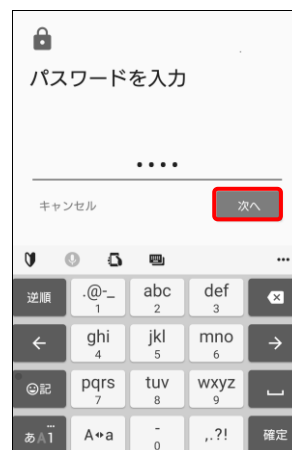 パスワードを入力
••••
キャンセル 次へ
逆順 .@-_ abc def
1 2 3
ghi jkl mno
4 5 6
☺記 pqrs tuv wxyz
7 8 9
あA1 A⇔a - ,.?! 確定
0